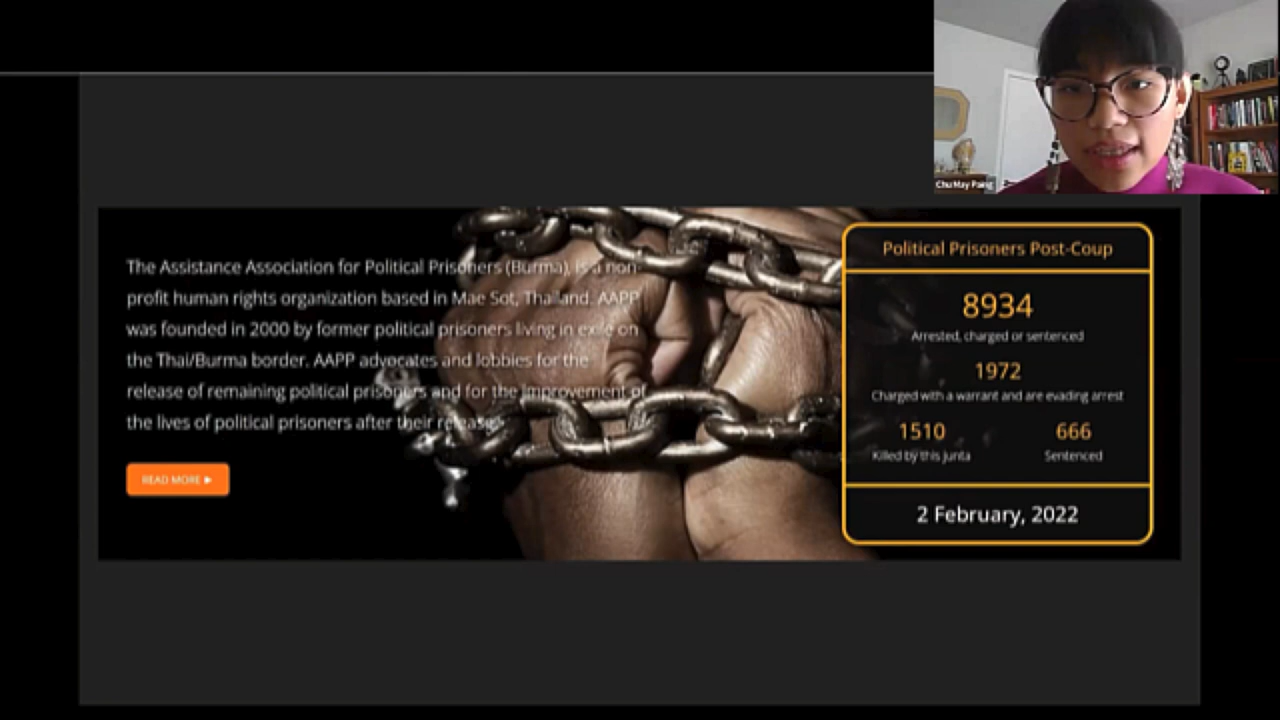 Chu May Paing
The Assistance Association for Political Prisoners (Burma), is a non-
profit human rights organization based in Mae Sot, Thailand. AAPP
was founded in 2000 by former political prisoners living in exile on
the Thai/Burma border. AAPP advocates and lobbies for the
release of remaining political prisoners and for the improvement of
the lives of political prisoners after their release.
READ MORE
Political Prisoners Post-Coup
8934
Arrested, charged or sentenced
1972
Charged with a warrant and are evading arrest
1510 666
Killed by this junta Sentenced
2 February, 2022